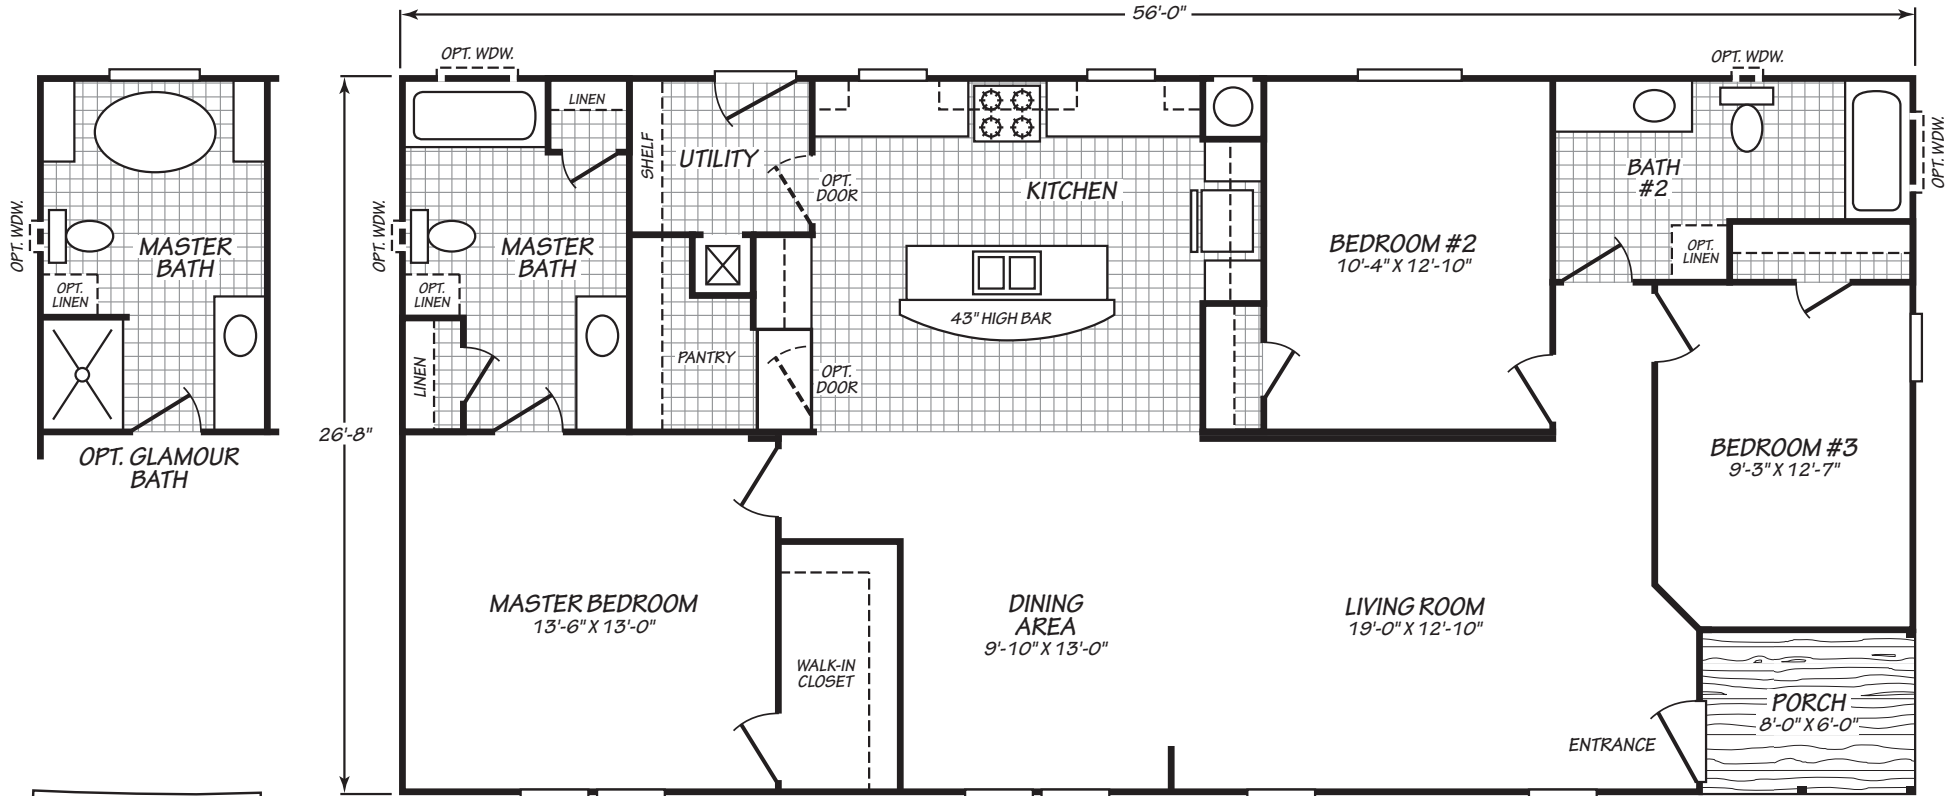 56'-0"
OPT. WDW.
OPT. WDW.
LINEN
SHELF
UTILITY
OPT.
DOOR
KITCHEN
BATH
#2
OPT. WDW.
OPT. WDW.
MASTER
BATH
OPT.
LINEN
OPT. GLAMOUR
BATH
OPT. WDW.
MASTER
BATH
OPT.
LINEN
LINEN
PANTRY
OPT.
DOOR
43" HIGH BAR
BEDROOM #2
10'-4" X 12'-10"
OPT.
LINEN
26'-8"
BEDROOM #3
9'-3" X 12'-7"
MASTER BEDROOM
13'-6" X 13'-0"
WALK-IN
CLOSET
DINING
AREA
9'-10" X 13'-0"
LIVING ROOM
19'-0" X 12'-10"
ENTRANCE
PORCH
8'-0" X 6'-0"